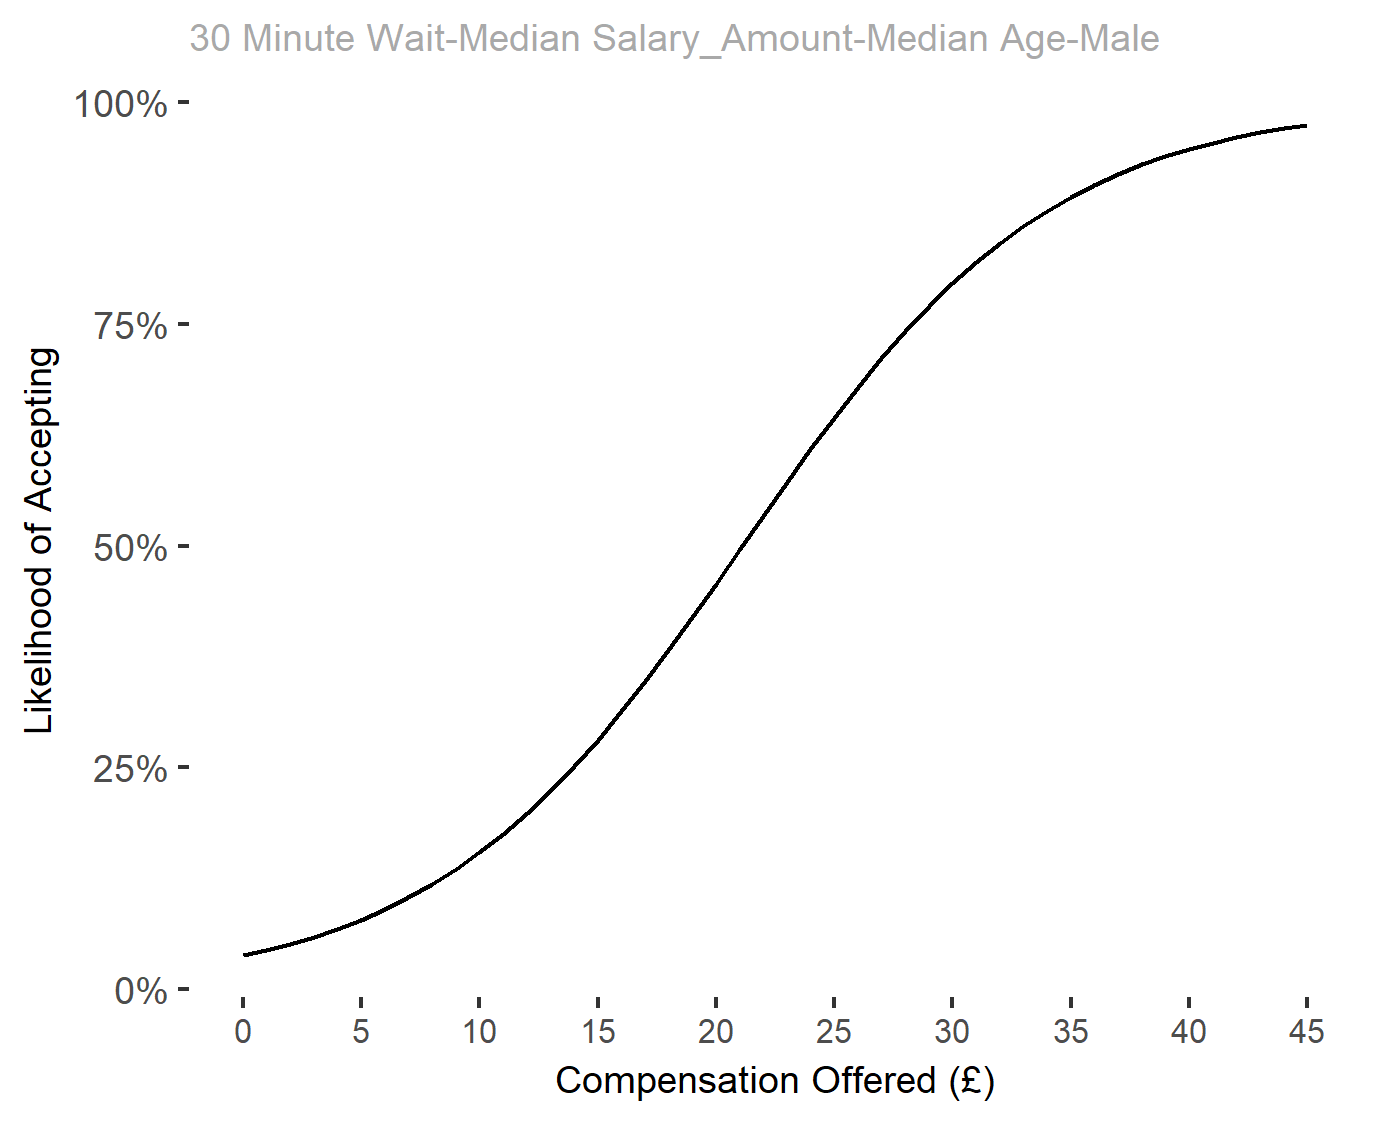 30 Minute Wait-Median Salary_Amount-Median Age-Male
100%
75%
50%
25%
0%
Likelihood of Accepting
0 5 10 15 20 25 30 35 40 45
Compensation Offered (£)